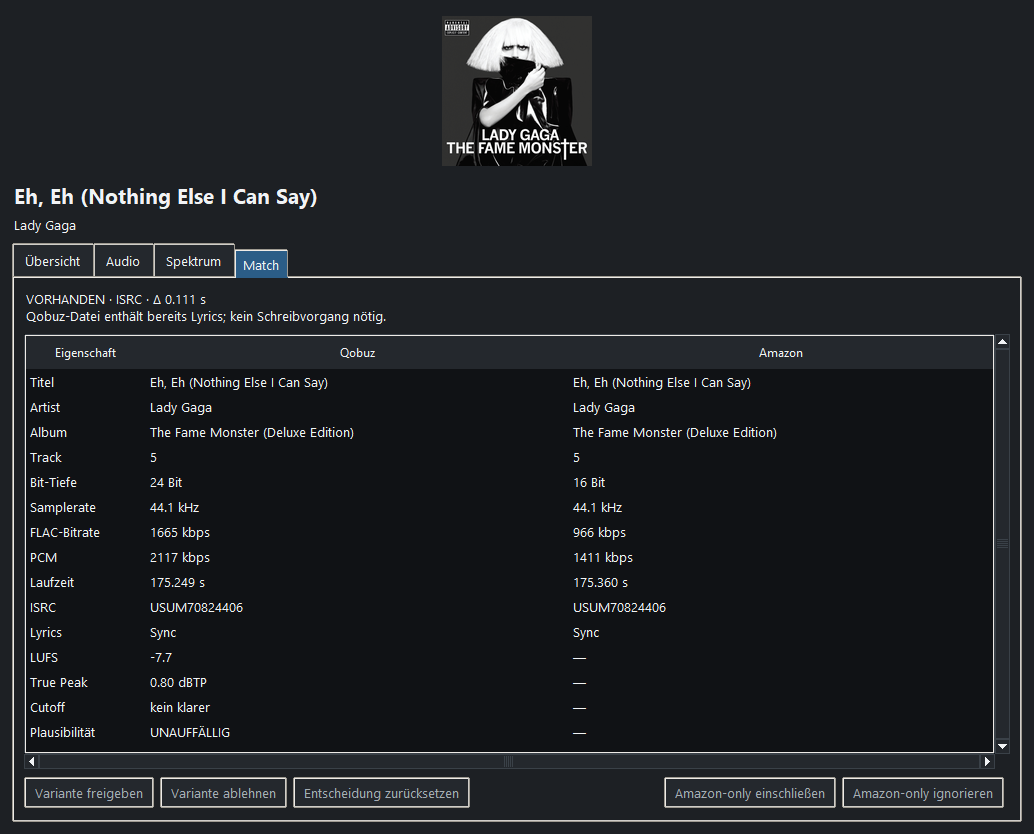 PARENTAL
ADVISORY
EXPLICIT CONTENT
LADY GAGA
THE FAME MONSTER
Eh, Eh (Nothing Else I Can Say)
Lady Gaga
Übersicht Audio Spektrum Match
VORHANDEN · ISRC · Δ 0.111 s
Qobuz-Datei enthält bereits Lyrics; kein Schreibvorgang nötig.
Eigenschaft Qobuz Amazon
Titel Eh, Eh (Nothing Else I Can Say) Eh, Eh (Nothing Else I Can Say)
Artist Lady Gaga Lady Gaga
Album The Fame Monster (Deluxe Edition) The Fame Monster (Deluxe Edition)
Track 5 5
Bit-Tiefe 24 Bit 16 Bit
Samplerate 44.1 kHz 44.1 kHz
FLAC-Bitrate 1665 kbps 966 kbps
PCM 2117 kbps 1411 kbps
Laufzeit 175.249 s 175.360 s
ISRC USUM70824406 USUM70824406
Lyrics Sync Sync
LUFS -7.7 —
True Peak 0.80 dBTP —
Cutoff kein klarer —
Plausibilität UNAUFFÄLLIG —
Variante freigeben Variante ablehnen Entscheidung zurücksetzen Amazon-only einschließen Amazon-only ignorieren